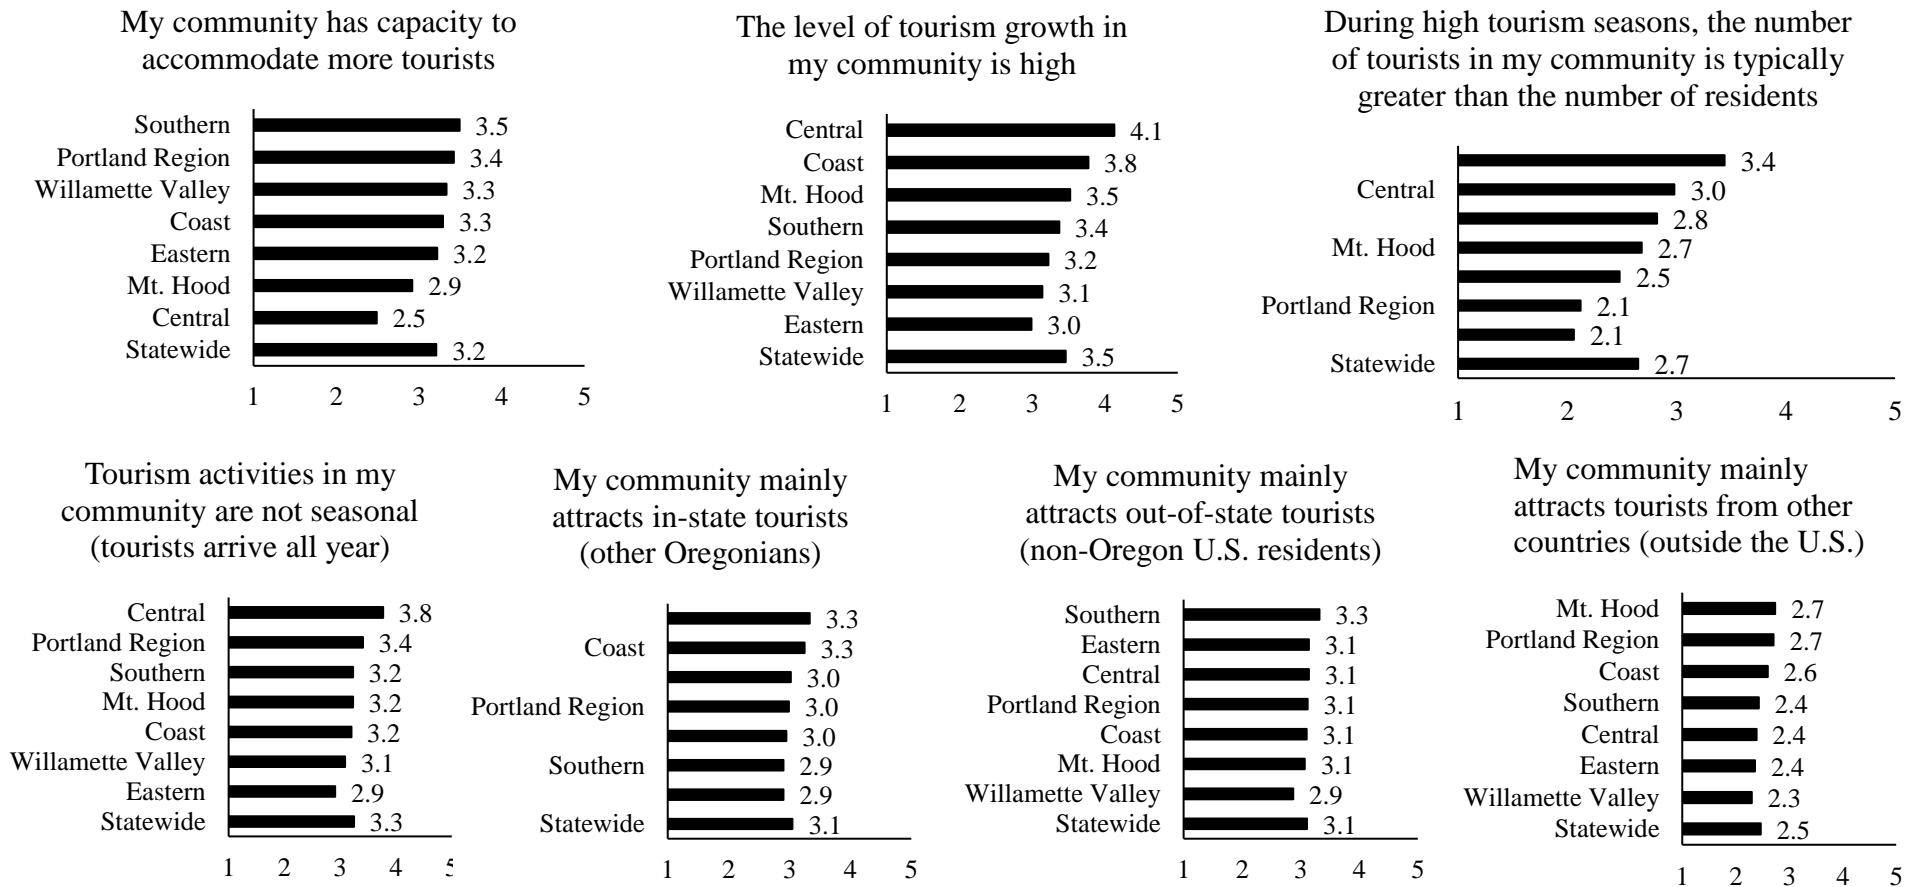 My community has capacity to
accommodate more tourists
Southern 3.5
Portland Region 3.4
Willamette Valley 3.3
Coast 3.3
Eastern 3.2
Mt. Hood 2.9
Central 2.5
Statewide 3.2
1 2 3 4 5
The level of tourism growth in
my community is high
Central 4.1
Coast 3.8
Mt. Hood 3.5
Southern 3.4
Portland Region 3.2
Willamette Valley 3.1
Eastern 3.0
Statewide 3.5
1 2 3 4 5
During high tourism seasons, the number
of tourists in my community is typically
greater than the number of residents
3.4
Central 3.0
2.8
Mt. Hood 2.7
2.5
Portland Region 2.1
2.1
Statewide 2.7
1 2 3 4 5
Tourism activities in my
community are not seasonal
(tourists arrive all year)
Central 3.8
Portland Region 3.4
Southern 3.2
Mt. Hood 3.2
Coast 3.2
Willamette Valley 3.1
Eastern 2.9
Statewide 3.3
1 2 3 4 5
My community mainly
attracts in-state tourists
(other Oregonians)
3.3
Coast 3.3
3.0
Portland Region 3.0
3.0
Southern 2.9
2.9
Statewide 3.1
1 2 3 4 5
My community mainly
attracts out-of-state tourists
(non-Oregon U.S. residents)
Southern 3.3
Eastern 3.1
Central 3.1
Portland Region 3.1
Coast 3.1
Mt. Hood 3.1
Willamette Valley 2.9
Statewide 3.1
1 2 3 4 5
My community mainly
attracts tourists from other
countries (outside the U.S.)
Mt. Hood 2.7
Portland Region 2.7
Coast 2.6
Southern 2.4
Central 2.4
Eastern 2.4
Willamette Valley 2.3
Statewide 2.5
1 2 3 4 5